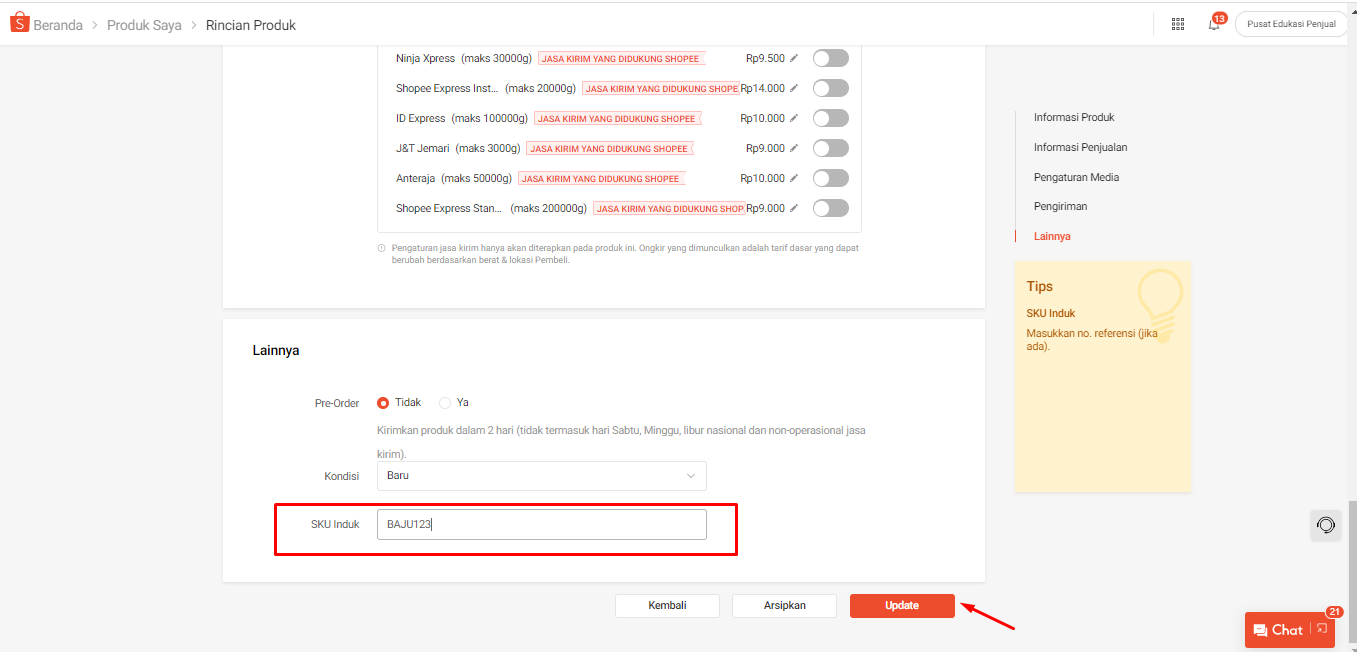 Beranda > Produk Saya > Rincian Produk
13
Pusat Edukasi Penjual
Ninja Xpress (maks 30000g) JASA KIRIM YANG DIDUKUNG SHOPEE Rp9.500
Shopee Express Inst... (maks 20000g) JASA KIRIM YANG DIDUKUNG SHOPE Rp14.000
ID Express (maks 100000g) JASA KIRIM YANG DIDUKUNG SHOPEE Rp10.000
J&T Jemari (maks 3000g) JASA KIRIM YANG DIDUKUNG SHOPEE Rp9.000
Anteraja (maks 50000g) JASA KIRIM YANG DIDUKUNG SHOPEE Rp10.000
Shopee Express Stan... (maks 200000g) JASA KIRIM YANG DIDUKUNG SHOP Rp9.000
Pengaturan jasa kirim hanya akan diterapkan pada produk ini. Ongkir yang dimunculkan adalah tarif dasar yang dapat
berubah berdasarkan berat & lokasi Pembeli.
Informasi Produk
Informasi Penjualan
Pengaturan Media
Pengiriman
Lainnya
Tips
SKU Induk
Masukkan no. referensi (jika
ada).
Lainnya
Pre-Order Tidak Ya
Kirimkan produk dalam 2 hari (tidak termasuk hari Sabtu, Minggu, libur nasional dan non-operasional jasa
kirim).
Kondisi Baru
SKU Induk BAJU123
Kembali Arsipkan Update
Chat 21